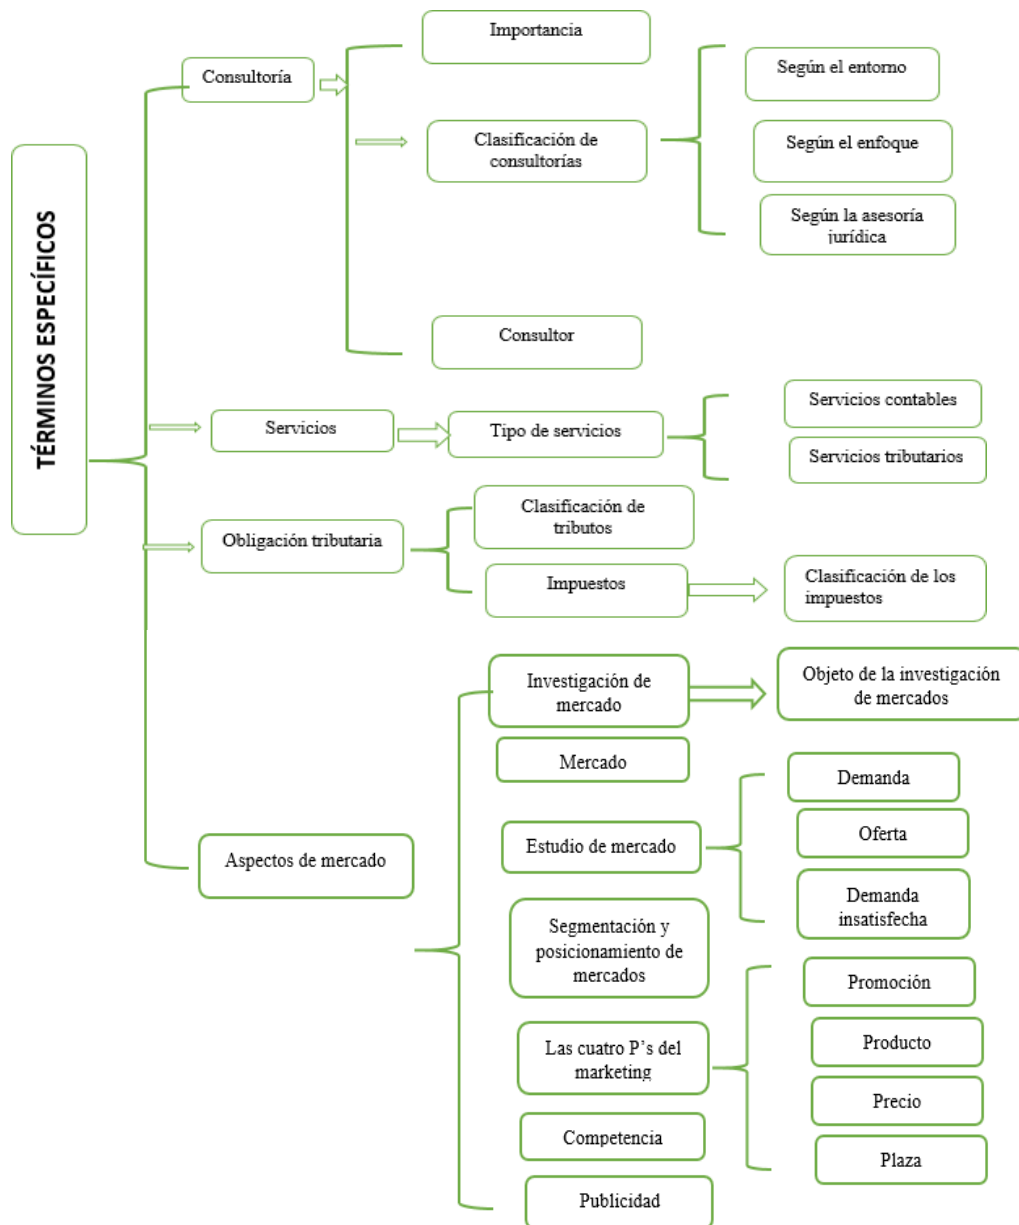 TÉRMINOS ESPECÍFICOS
Consultoría
Importancia
Clasificación de
consultorías
Según el entorno
Según el enfoque
Según la asesoría
jurídica
Consultor
Servicios
Tipo de servicios
Servicios contables
Servicios tributarios
Obligación tributaria
Clasificación de
tributos
Impuestos
Clasificación de los
impuestos
Aspectos de mercado
Investigación de
mercado
Objeto de la investigación
de mercados
Mercado
Estudio de mercado
Demanda
Oferta
Demanda
insatisfecha
Segmentación y
posicionamiento de
mercados
Las cuatro P’s del
marketing
Promoción
Producto
Precio
Plaza
Competencia
Publicidad